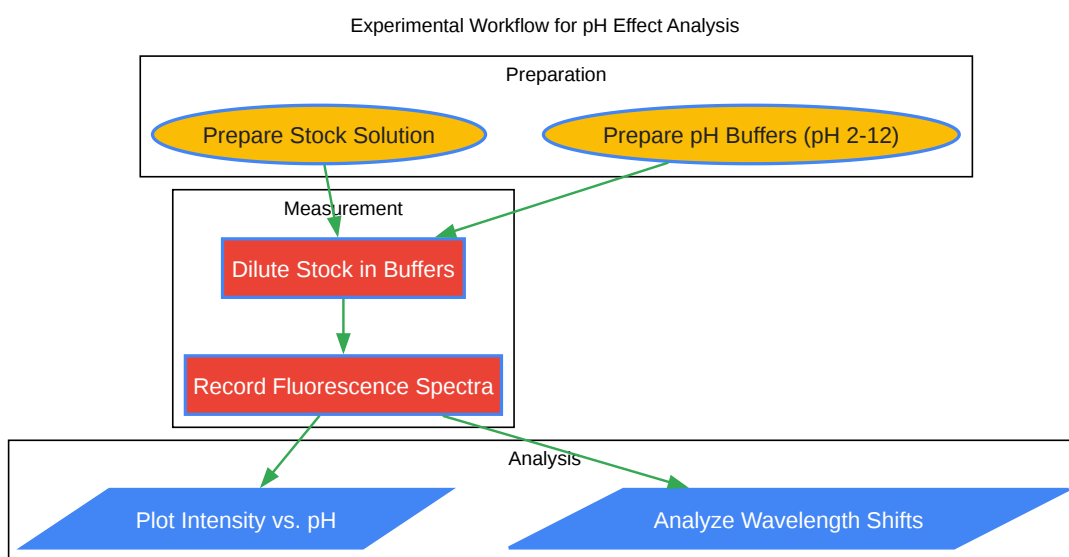 Experimental Workflow for pH Effect Analysis
Preparation
Prepare Stock Solution
Prepare pH Buffers (pH 2-12)
Measurement
Dilute Stock in Buffers
Record Fluorescence Spectra
Analysis
Plot Intensity vs. pH
Analyze Wavelength Shifts